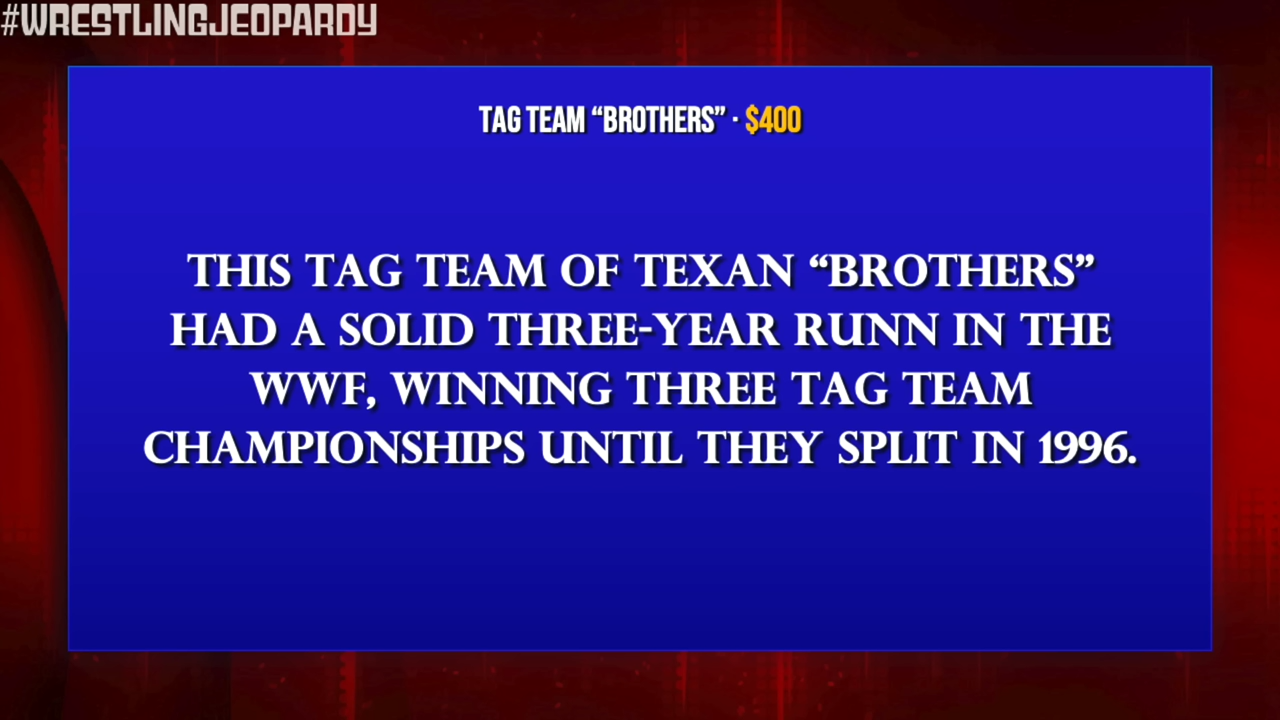 #WRESTLINGJEOPARDY
TAG TEAM “BROTHERS” · $400
THIS TAG TEAM OF TEXAN “BROTHERS”
HAD A SOLID THREE-YEAR RUNN IN THE
WWF, WINNING THREE TAG TEAM
CHAMPIONSHIPS UNTIL THEY SPLIT IN 1996.